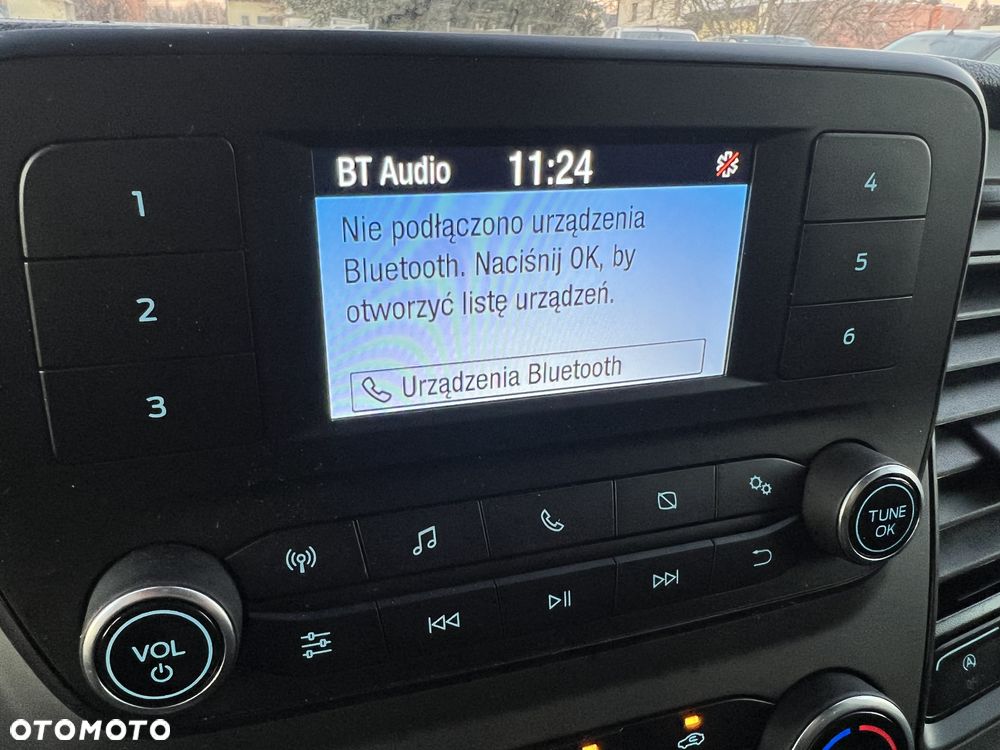 BT Audio 11:24
Nie podłączono urządzenia
Bluetooth. Naciśnij OK, by
otworzyć listę urządzeń.
Urządzenia Bluetooth
1
2
3
4
5
6
TUNE
OK
VOL
A
OTOMOTO